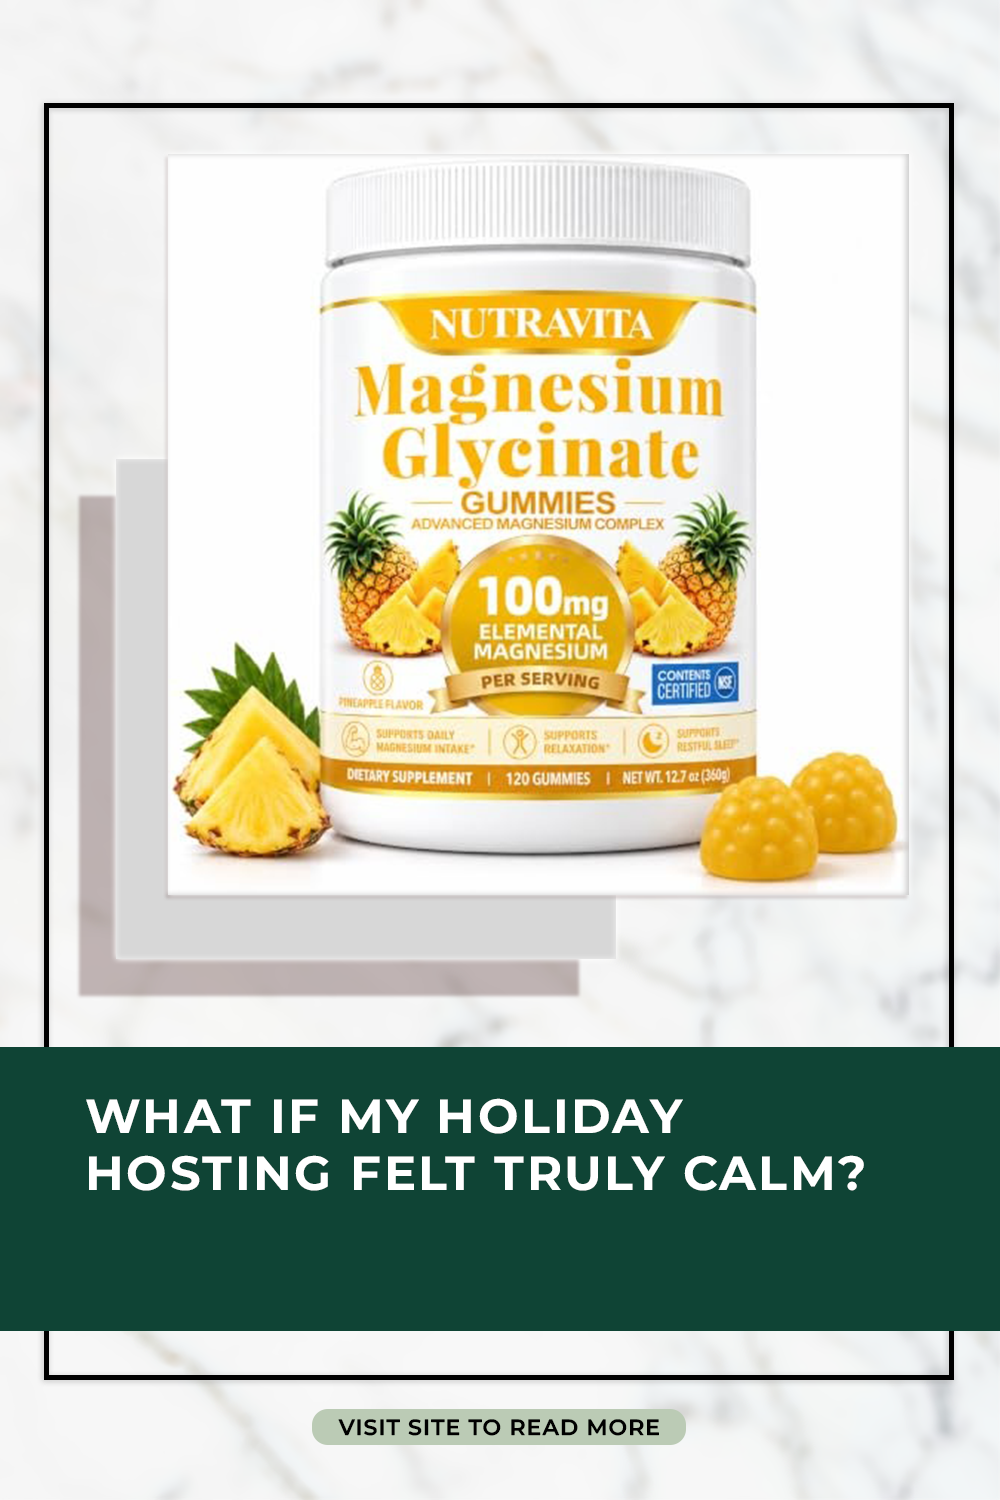 NUTRAVITA
Magnesium
Glycinate
GUMMIES
ADVANCED MAGNESIUM COMPLEX
100mg
ELEMENTAL
MAGNESIUM
PER SERVING
PINEAPPLE FLAVOR
CONTENTS
CERTIFIED
NSF
SUPPORTS DAILY
MAGNESIUM INTAKE*
SUPPORTS
RELAXATION*
SUPPORTS
RESTFUL SLEEP*
DIETARY SUPPLEMENT | 120 GUMMIES | NET WT. 12.7 oz (360g)
WHAT IF MY HOLIDAY
HOSTING FELT TRULY CALM?
VISIT SITE TO READ MORE